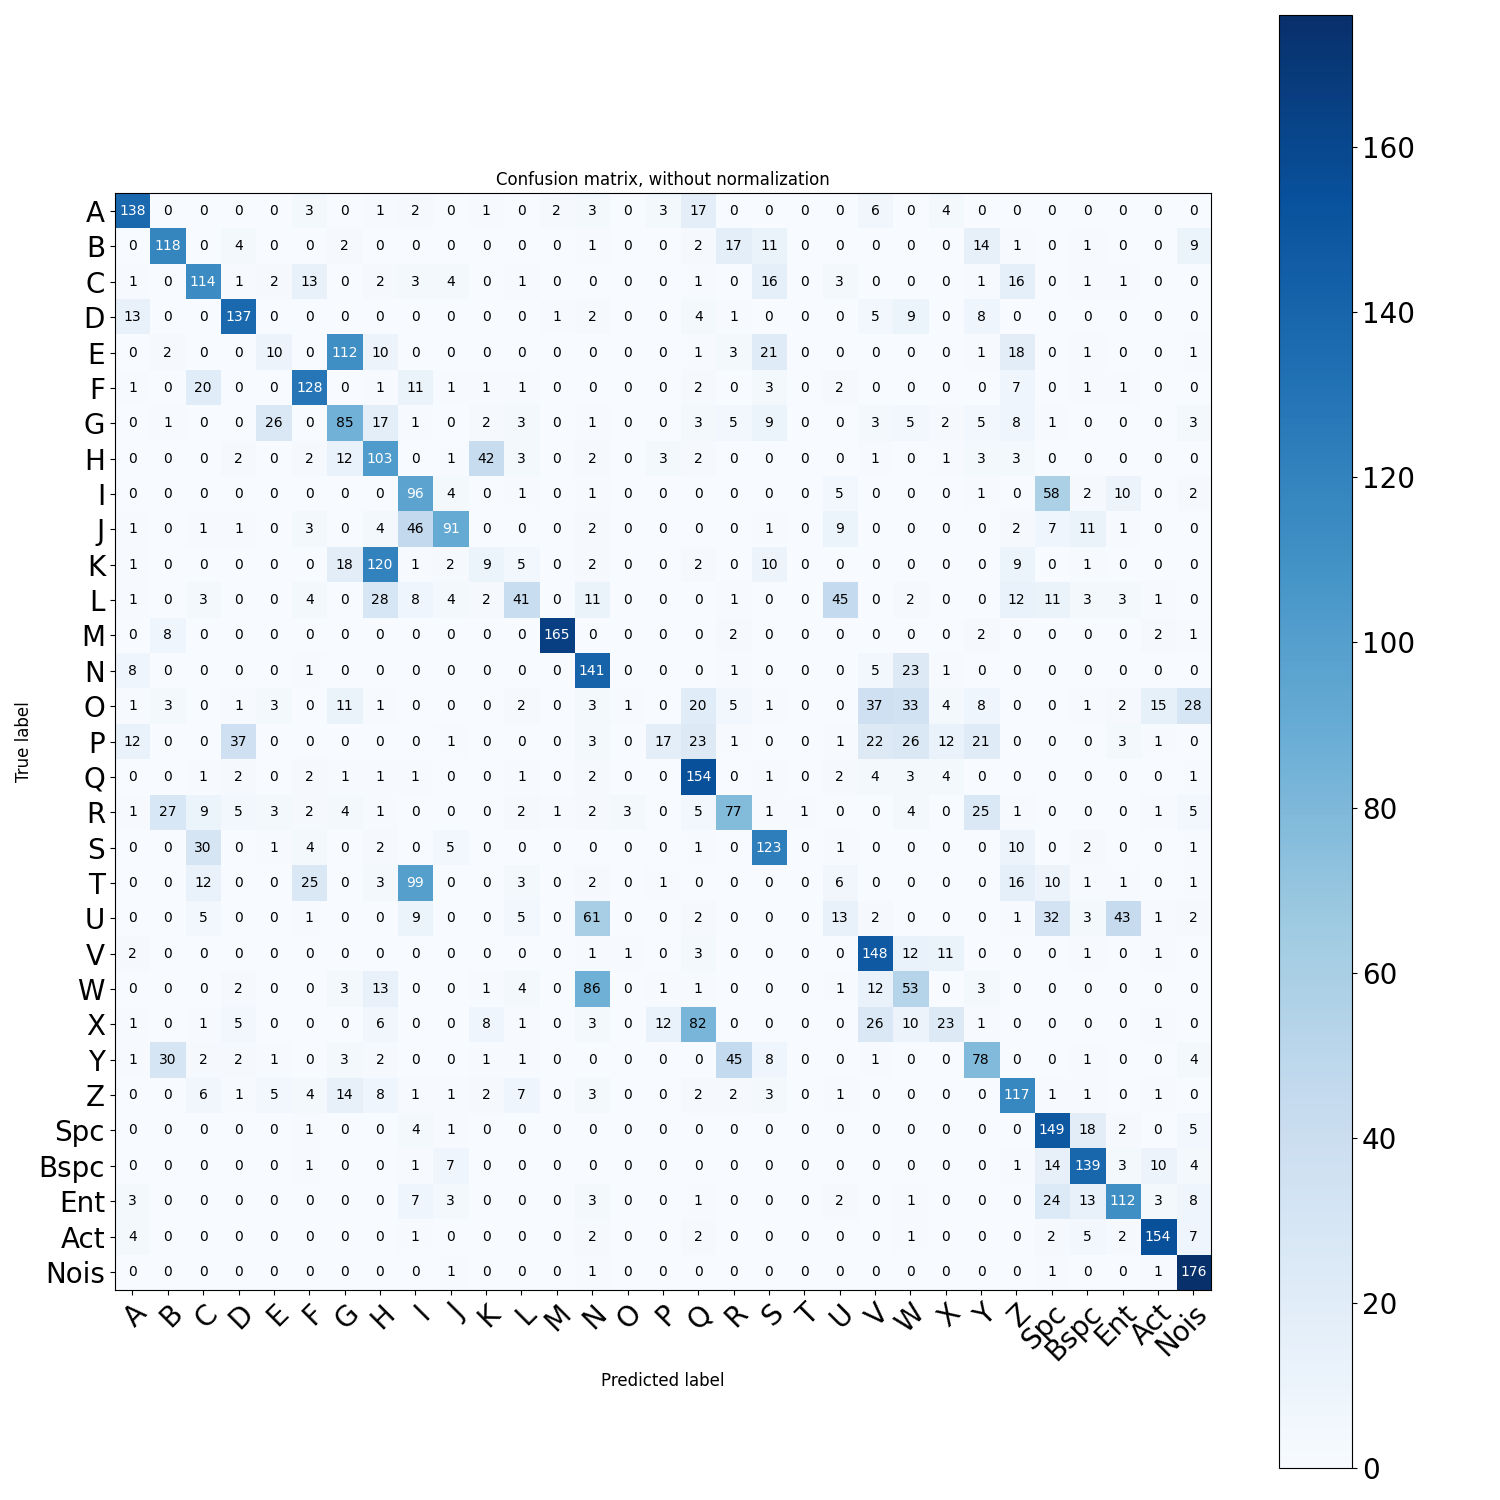 Confusion matrix, without normalization
A 138 0 0 0 0 3 0 1 2 0 1 0 2 3 0 3 17 0 0 0 0 6 0 4 0 0 0 0 0 0 0
B 0 118 0 4 0 0 2 0 0 0 0 0 0 1 0 0 2 17 11 0 0 0 0 0 14 1 0 1 0 0 9
C 1 0 114 1 2 13 0 2 3 4 0 1 0 0 0 0 1 0 16 0 3 0 0 0 1 16 0 1 1 0 0
D 13 0 0 137 0 0 0 0 0 0 0 0 1 2 0 0 4 1 0 0 0 5 9 0 8 0 0 0 0 0 0
E 0 2 0 0 10 0 112 10 0 0 0 0 0 0 0 0 1 3 21 0 0 0 0 0 1 18 0 1 0 0 1
F 1 0 20 0 0 128 0 1 11 1 1 1 0 0 0 0 2 0 3 0 2 0 0 0 0 7 0 1 1 0 0
G 0 1 0 0 26 0 85 17 1 0 2 3 0 1 0 0 3 5 9 0 0 3 5 2 5 8 1 0 0 0 3
H 0 0 0 2 0 2 12 103 0 1 42 3 0 2 0 3 2 0 0 0 0 1 0 1 3 3 0 0 0 0 0
I 0 0 0 0 0 0 0 0 96 4 0 1 0 1 0 0 0 0 0 0 5 0 0 0 1 0 58 2 10 0 2
J 1 0 1 1 0 3 0 4 46 91 0 0 0 2 0 0 0 0 1 0 9 0 0 0 0 2 7 11 1 0 0
K 1 0 0 0 0 0 18 120 1 2 9 5 0 2 0 0 2 0 10 0 0 0 0 0 0 9 0 1 0 0 0
L 1 0 3 0 0 4 0 28 8 4 2 41 0 11 0 0 0 1 0 0 45 0 2 0 0 12 11 3 3 1 0
M 0 8 0 0 0 0 0 0 0 0 0 0 165 0 0 0 0 2 0 0 0 0 0 0 2 0 0 0 0 2 1
N 8 0 0 0 0 1 0 0 0 0 0 0 0 141 0 0 0 1 0 0 0 5 23 1 0 0 0 0 0 0 0
O 1 3 0 1 3 0 11 1 0 0 0 2 0 3 1 0 20 5 1 0 0 37 33 4 8 0 0 1 2 15 28
P 12 0 0 37 0 0 0 0 0 1 0 0 0 3 0 17 23 1 0 0 1 22 26 12 21 0 0 0 3 1 0
Q 0 0 1 2 0 2 1 1 1 0 0 1 0 2 0 0 154 0 1 0 2 4 3 4 0 0 0 0 0 0 1
R 1 27 9 5 3 2 4 1 0 0 0 2 1 2 3 0 5 77 1 1 0 0 4 0 25 1 0 0 0 1 5
S 0 0 30 0 1 4 0 2 0 5 0 0 0 0 0 0 1 0 123 0 1 0 0 0 0 10 0 2 0 0 1
T 0 0 12 0 0 25 0 3 99 0 0 3 0 2 0 1 0 0 0 0 6 0 0 0 0 16 10 1 1 0 1
U 0 0 5 0 0 1 0 0 9 0 0 5 0 61 0 0 2 0 0 0 13 2 0 0 0 1 32 3 43 1 2
V 2 0 0 0 0 0 0 0 0 0 0 0 0 1 1 0 3 0 0 0 0 148 12 11 0 0 0 1 0 1 0
W 0 0 0 2 0 0 3 13 0 0 1 4 0 86 0 1 1 0 0 0 1 12 53 0 3 0 0 0 0 0 0
X 1 0 1 5 0 0 0 6 0 0 8 1 0 3 0 12 82 0 0 0 0 26 10 23 1 0 0 0 0 1 0
Y 1 30 2 2 1 0 3 2 0 0 1 1 0 0 0 0 0 45 8 0 0 1 0 0 78 0 0 1 0 0 4
Z 0 0 6 1 5 4 14 8 1 1 2 7 0 3 0 0 2 2 3 0 1 0 0 0 0 117 1 1 0 1 0
Spc 0 0 0 0 0 1 0 0 4 1 0 0 0 0 0 0 0 0 0 0 0 0 0 0 0 0 149 18 2 0 5
Bspc 0 0 0 0 0 1 0 0 1 7 0 0 0 0 0 0 0 0 0 0 0 0 0 0 0 1 14 139 3 10 4
Ent 3 0 0 0 0 0 0 0 7 3 0 0 0 3 0 0 1 0 0 0 2 0 1 0 0 0 24 13 112 3 8
Act 4 0 0 0 0 0 0 0 1 0 0 0 0 2 0 0 2 0 0 0 0 0 1 0 0 0 2 5 2 154 7
Nois 0 0 0 0 0 0 0 0 0 1 0 0 0 1 0 0 0 0 0 0 0 0 0 0 0 0 1 0 0 1 176
A B C D E F G H I J K L M N O P Q R S T U V W X Y Z Spc Bspc Ent Act Nois
Predicted label
True label
160
140
120
100
80
60
40
20
0